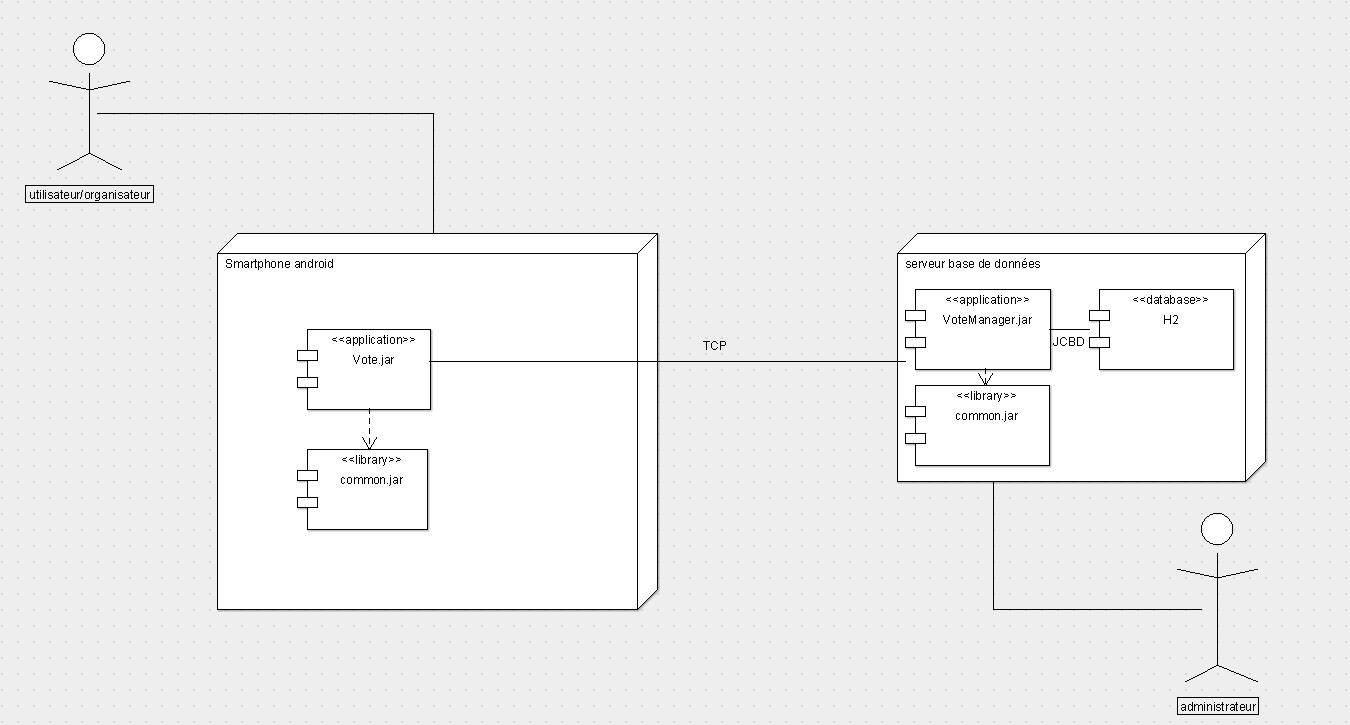 utilisateur/organisateur
Smartphone android
<<application>>
Vote.jar
<<library>>
common.jar
TCP
serveur base de données
<<application>>
VoteManager.jar
JCBD
<<database>>
H2
<<library>>
common.jar
administrateur